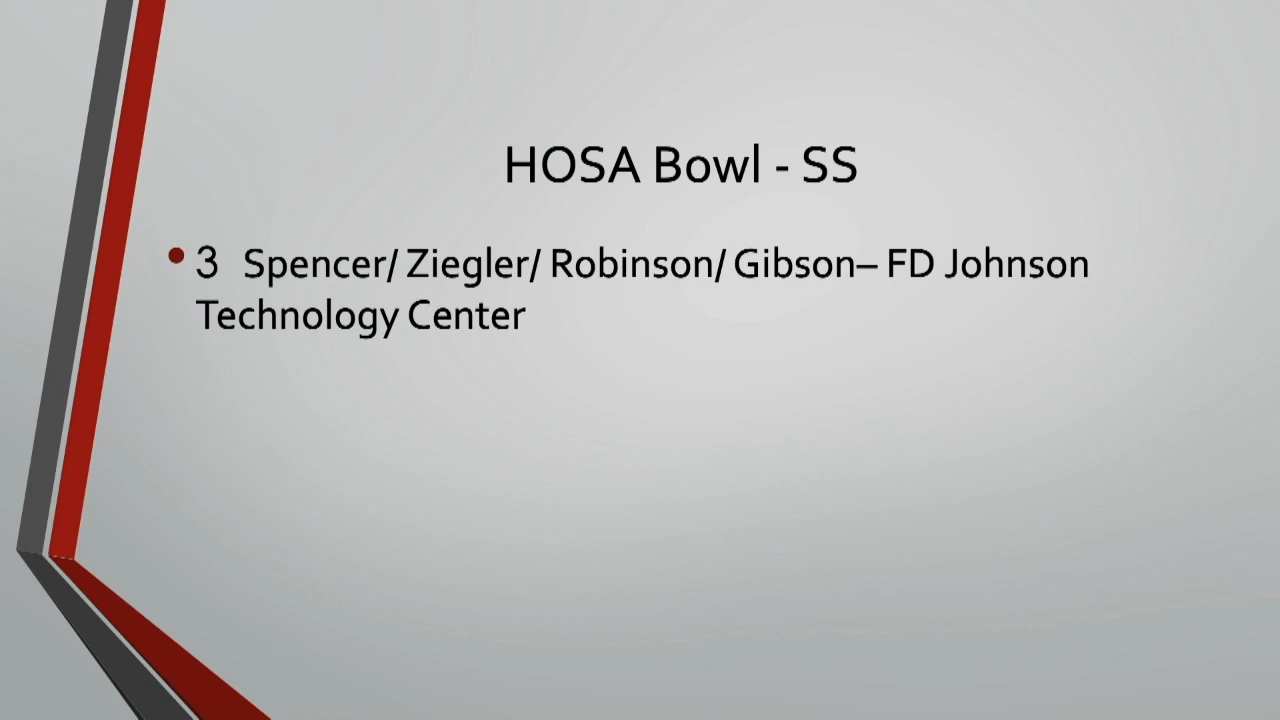 HOSA Bowl - SS
• 3 Spencer/ Ziegler/ Robinson/ Gibson– FD Johnson
Technology Center